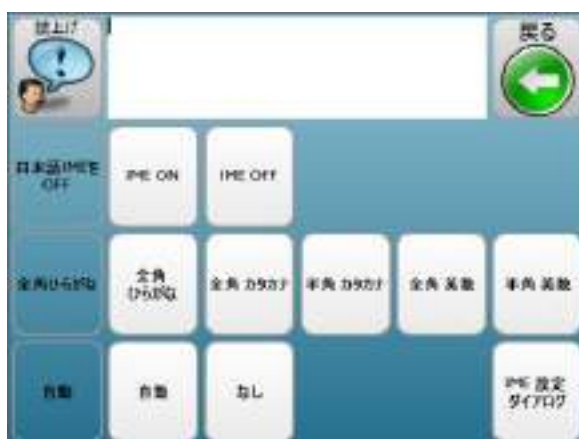 読上げ
戻る
日本語IMEを
OFF
IME ON
IME OFF
全角ひらがな
全角
ひらがな
全角 カタカナ
半角 カタカナ
全角 英数
半角 英数
自動
自動
なし
IME 設定
ダイアログ